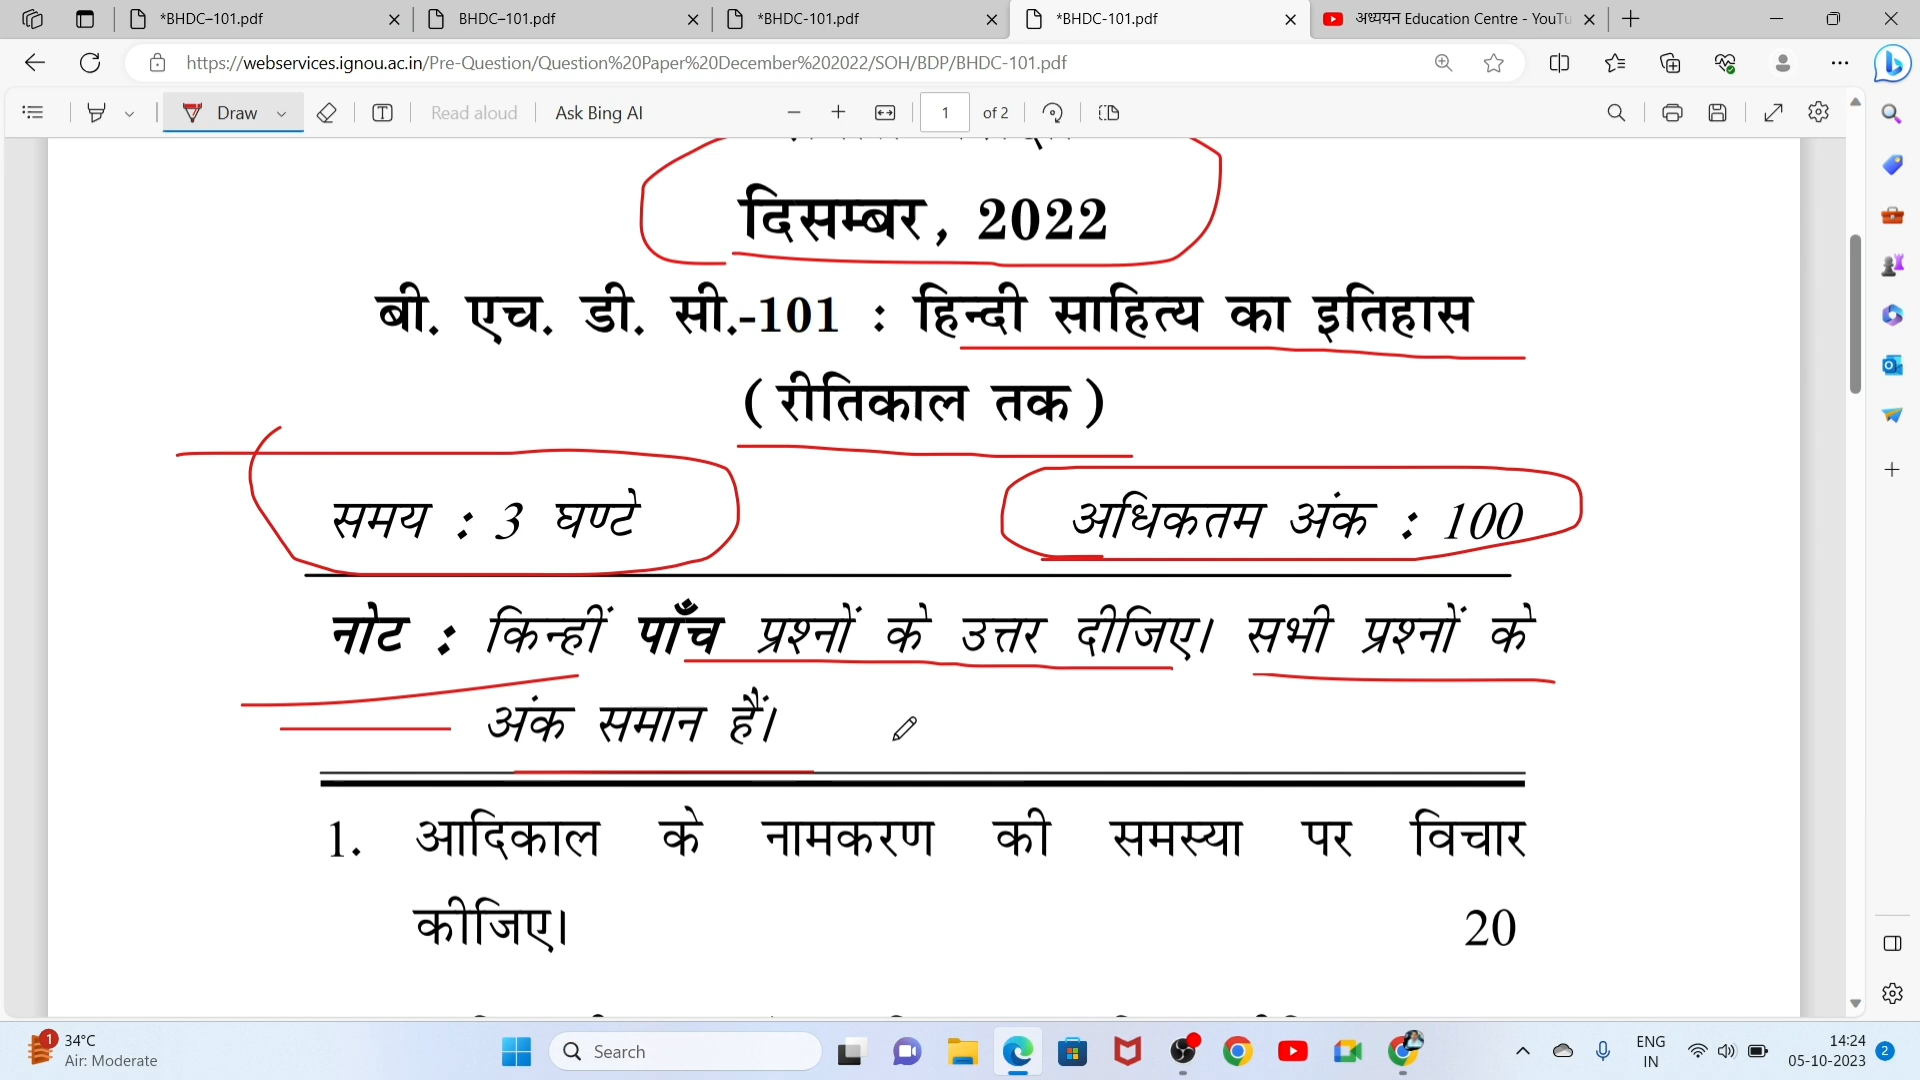 *BHDC–101.pdf
BHDC–101.pdf
*BHDC-101.pdf
*BHDC-101.pdf
अध्ययन Education Centre - YouTu
https://webservices.ignou.ac.in/Pre-Question/Question%20Paper%20December%202022/SOH/BDP/BHDC-101.pdf
Draw
Read aloud
Ask Bing AI
1
of 2
दिसम्बर, 2022
बी. एच. डी. सी.-101 : हिन्दी साहित्य का इतिहास
( रीतिकाल तक )
समय : 3 घण्टे अधिकतम अंक : 100
नोट : किन्हीं पाँच प्रश्नों के उत्तर दीजिए। सभी प्रश्नों के
अंक समान हैं।
1. आदिकाल के नामकरण की समस्या पर विचार
कीजिए। 20
1
34°C
Air: Moderate
Search
ENG
IN
14:24
05-10-2023
2